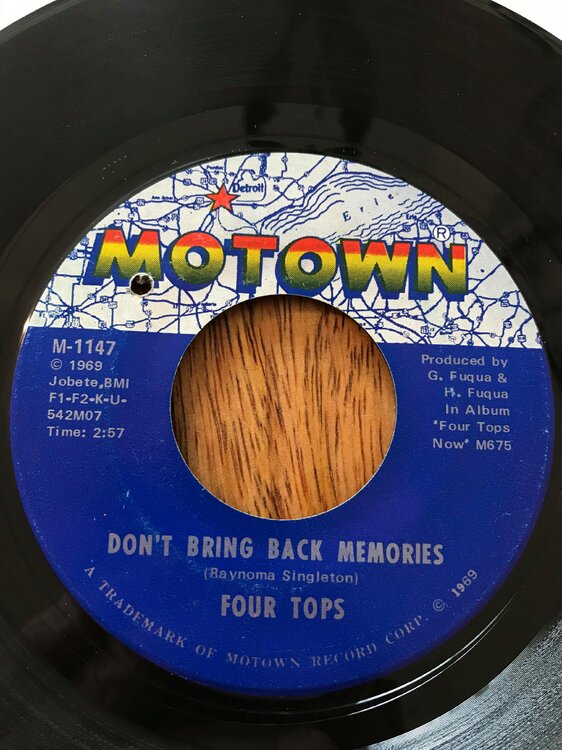 Detroit
Erie
MOTOWN®
M-1147
© 1969
Jobete,BMI
F1-F2-K-U-
542M07
Time: 2:57
Produced by
G. Fuqua &
H. Fuqua
In Album
"Four Tops
Now" M675
DON'T BRING BACK MEMORIES
(Raynoma Singleton)
FOUR TOPS
A TRADEMARK OF MOTOWN RECORD CORP. © 1969